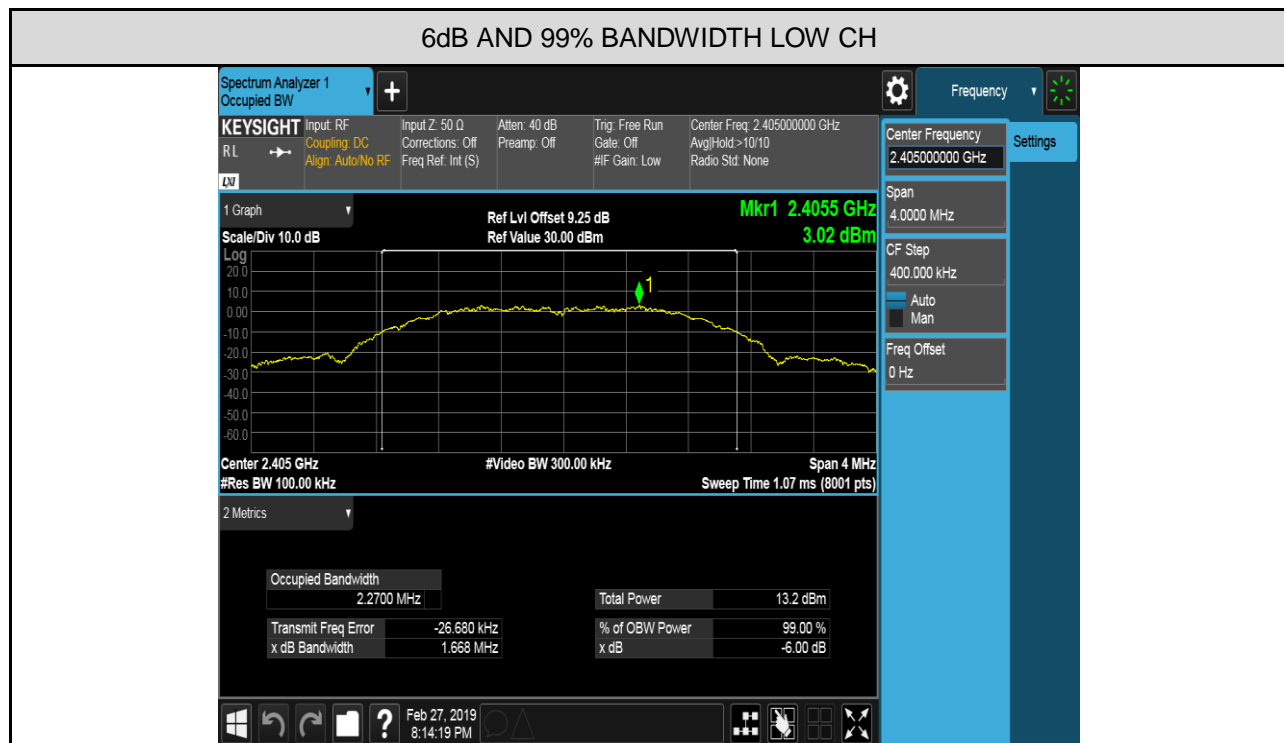 6dB AND 99% BANDWIDTH LOW CH
Spectrum Analyzer 1
Occupied BW
+
Frequency
KEYSIGHT
RL
LXI
Input: RF
Coupling: DC
Align: Auto/No RF
Input Z: 50 Ω
Corrections: Off
Freq Ref: Int (S)
Atten: 40 dB
Preamp: Off
Trig: Free Run
Gate: Off
#IF Gain: Low
Center Freq: 2.405000000 GHz
Avg|Hold:>10/10
Radio Std: None
Center Frequency
2.405000000 GHz
Settings
Span
4.0000 MHz
CF Step
400.000 kHz
Auto
Man
Freq Offset
0 Hz
1 Graph
Scale/Div 10.0 dB
Ref Lvl Offset 9.25 dB
Ref Value 30.00 dBm
Mkr1 2.4055 GHz
3.02 dBm
Log
20.0
10.0
0.00
-10.0
-20.0
-30.0
-40.0
-50.0
-60.0
1
Center 2.405 GHz
#Video BW 300.00 kHz
Span 4 MHz
#Res BW 100.00 kHz
Sweep Time 1.07 ms (8001 pts)
2 Metrics
Occupied Bandwidth
2.2700 MHz
Total Power 13.2 dBm
Transmit Freq Error -26.680 kHz
% of OBW Power 99.00 %
x dB Bandwidth 1.668 MHz
x dB -6.00 dB
?
Feb 27, 2019
8:14:19 PM